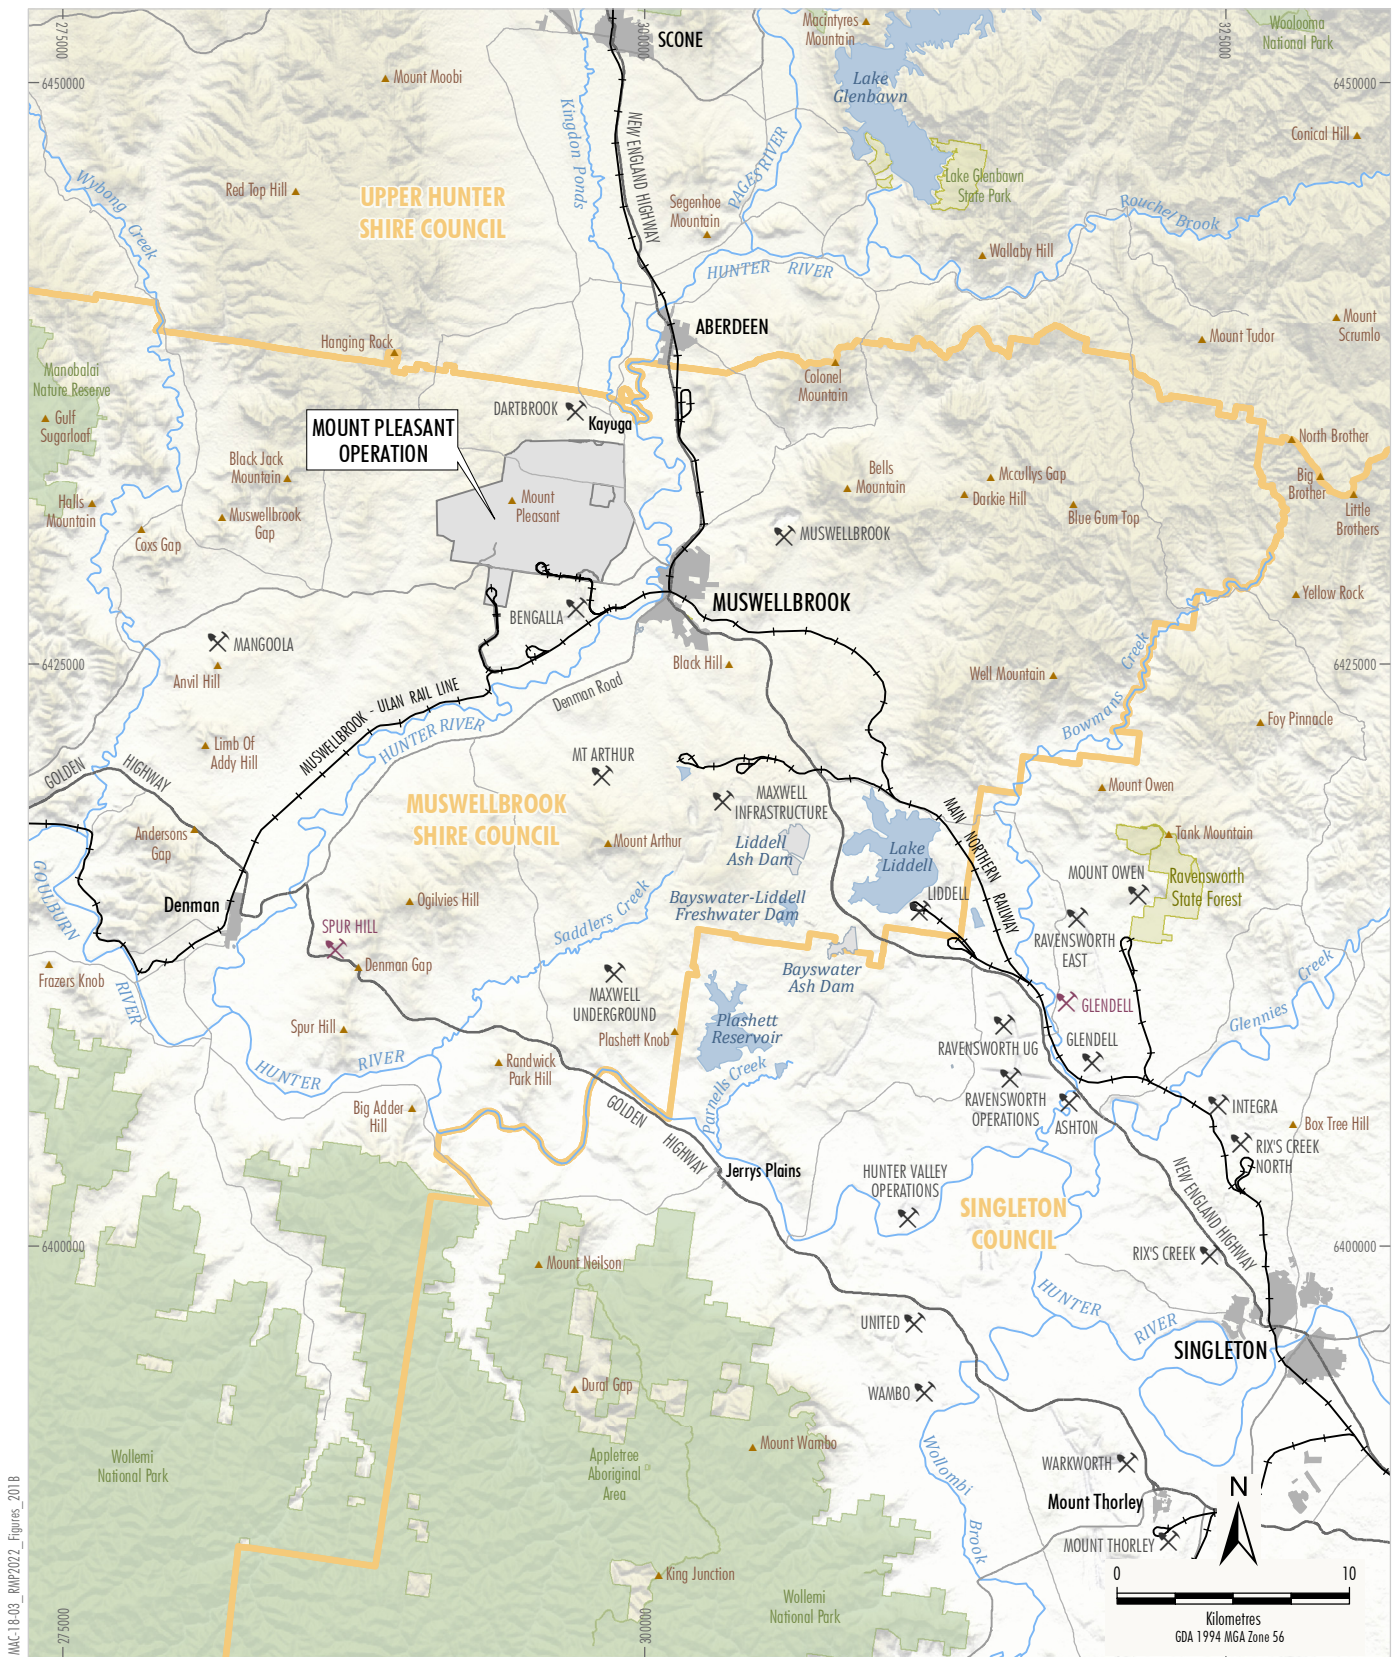 275000
300000
325000
SCONE
Macintyres
Mountain
Woolooma
National Park
6450000
Mount Moobi
Lake
Glenbawn
6450000
Kingdon Ponds
NEW ENGLAND HIGHWAY
PAGES RIVER
Conical Hill
Wybong Creek
Red Top Hill
UPPER HUNTER
SHIRE COUNCIL
Segenhoe
Mountain
Lake Glenbawn
State Park
Rouchel Brook
Wallaby Hill
HUNTER RIVER
ABERDEEN
Mount
Scrumlo
Mount Tudor
Hanging Rock
Manobalai
Nature Reserve
Colonel
Mountain
DARTBROOK
Kayuga
Gulf
Sugarloaf
MOUNT PLEASANT
OPERATION
North Brother
Black Jack
Mountain
Bells
Mountain
Mccullys Gap
Big
Brother
Halls
Mountain
Mount
Pleasant
Darkie Hill
Blue Gum Top
Little
Brothers
Muswellbrook
Gap
Coxs Gap
MUSWELLBROOK
Yellow Rock
MUSWELLBROOK
BENGALLA
MANGOOLA
6425000
Anvil Hill
Black Hill
Well Mountain
Bowmans Creek
6425000
MUSWELLBROOK - ULAN RAIL LINE
Denman Road
HUNTER RIVER
Foy Pinnacle
Limb Of
Addy Hill
GOLDEN HIGHWAY
MT ARTHUR
Mount Owen
MUSWELLBROOK
SHIRE COUNCIL
MAXWELL
INFRASTRUCTURE
MAIN NORTHERN RAILWAY
Andersons
Gap
Mount Arthur
Liddell
Ash Dam
Lake
Liddell
Tank Mountain
GOULBURN RIVER
MOUNT OWEN
Ravensworth
State Forest
Denman
Ogilvies Hill
Saddlers Creek
Bayswater-Liddell
Freshwater Dam
LIDDELL
SPUR HILL
RAVENSWORTH
EAST
Frazers Knob
Denman Gap
Bayswater
Ash Dam
Glennies Creek
MAXWELL
UNDERGROUND
GLENDELL
Spur Hill
Plashett Knob
Plashett
Reservoir
RAVENSWORTH UG
GLENDELL
HUNTER RIVER
Randwick
Park Hill
Parnells Creek
RAVENSWORTH
OPERATIONS
Big Adder
Hill
GOLDEN HIGHWAY
ASHTON
INTEGRA
Box Tree Hill
RIX'S CREEK
NORTH
Jerrys Plains
HUNTER VALLEY
OPERATIONS
NEW ENGLAND HIGHWAY
SINGLETON
COUNCIL
6400000
RIX'S CREEK
6400000
Mount Neilson
HUNTER RIVER
UNITED
SINGLETON
Dural Gap
WAMBO
Mount Wambo
Wollombi Brook
Wollemi
National Park
Appletree
Aboriginal
Area
WARKWORTH
Mount Thorley
N
MOUNT THORLEY
King Junction
Wollemi
National Park
0 10
Kilometres
GDA 1994 MGA Zone 56
275000
300000
MAC-18-03_RMP2022_Figures_201B